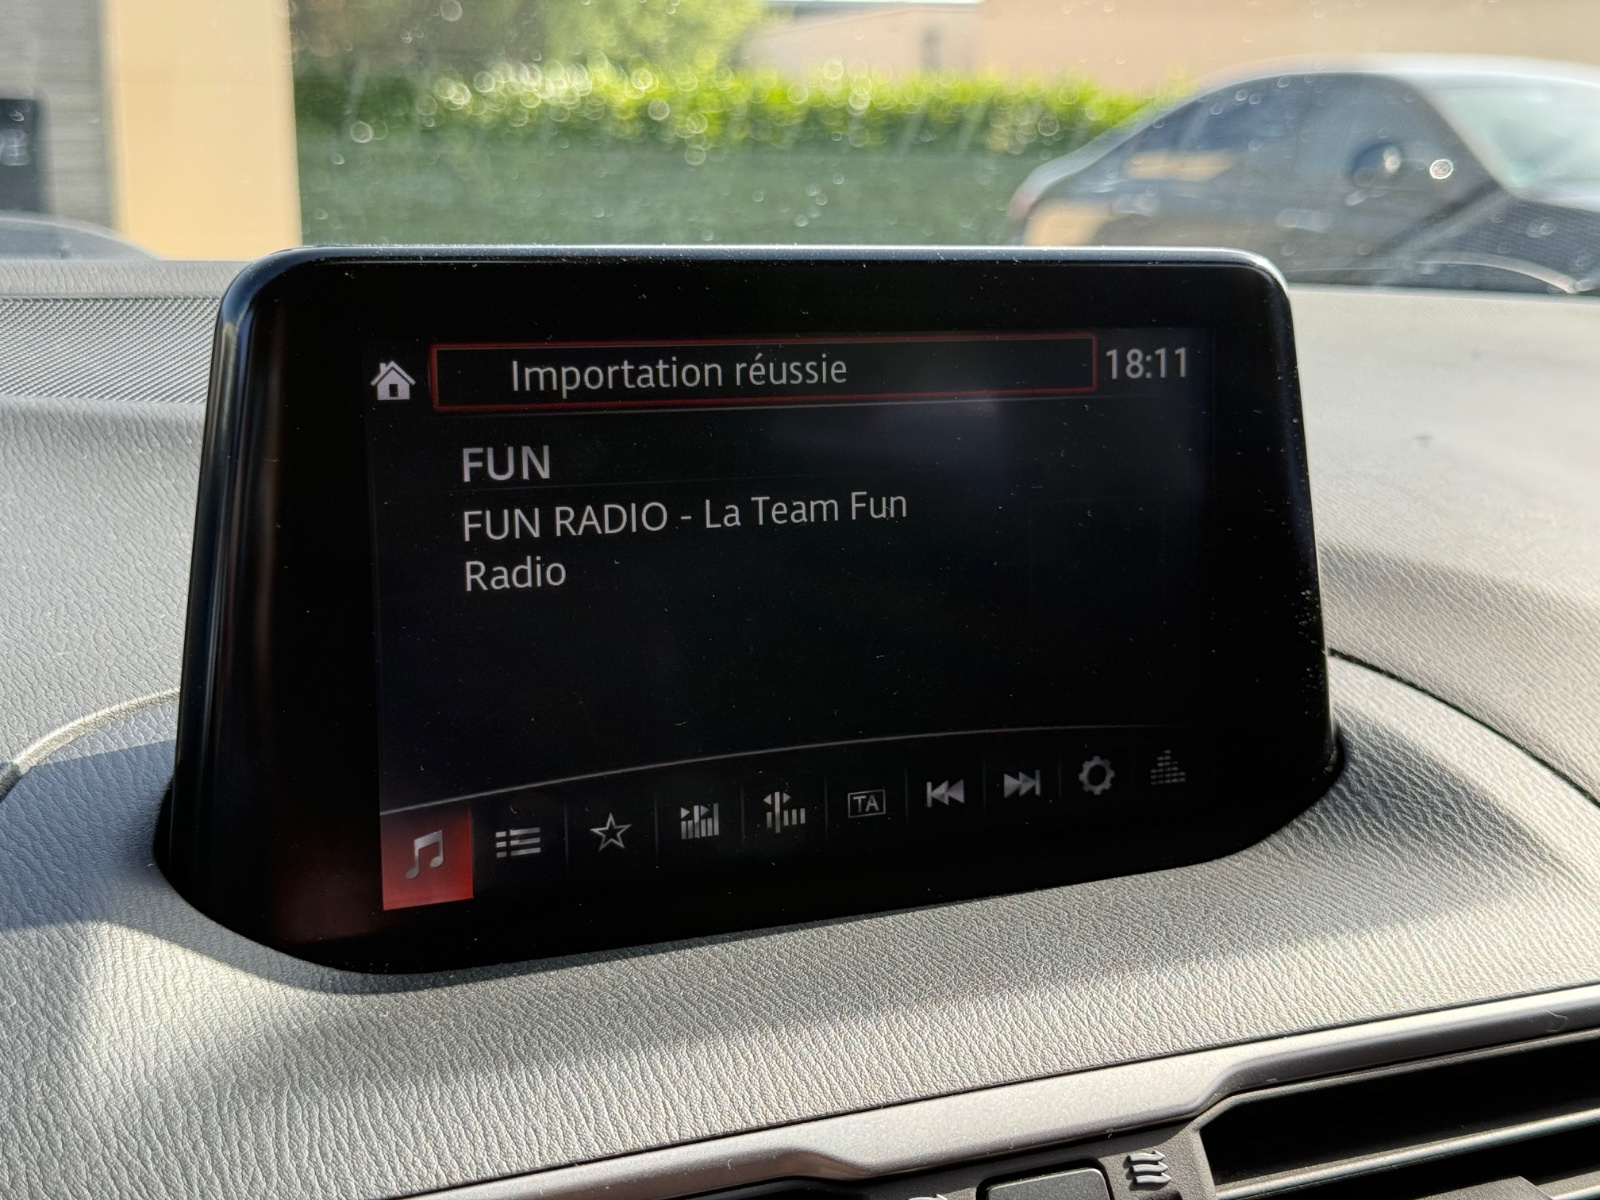 Importation réussie
18:11
FUN
FUN RADIO - La Team Fun
Radio
TA